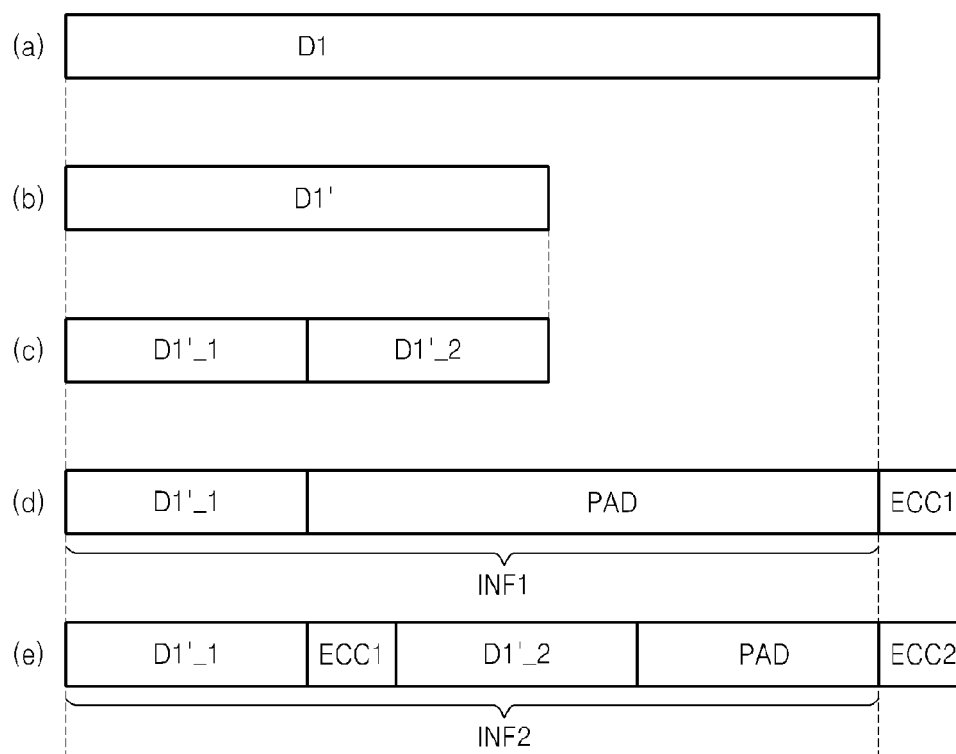 (a) D1
(b) D1'
(c) D1'_1 D1'_2
(d) D1'_1 PAD ECC1
INF1
(e) D1'_1 ECC1 D1'_2 PAD ECC2
INF2